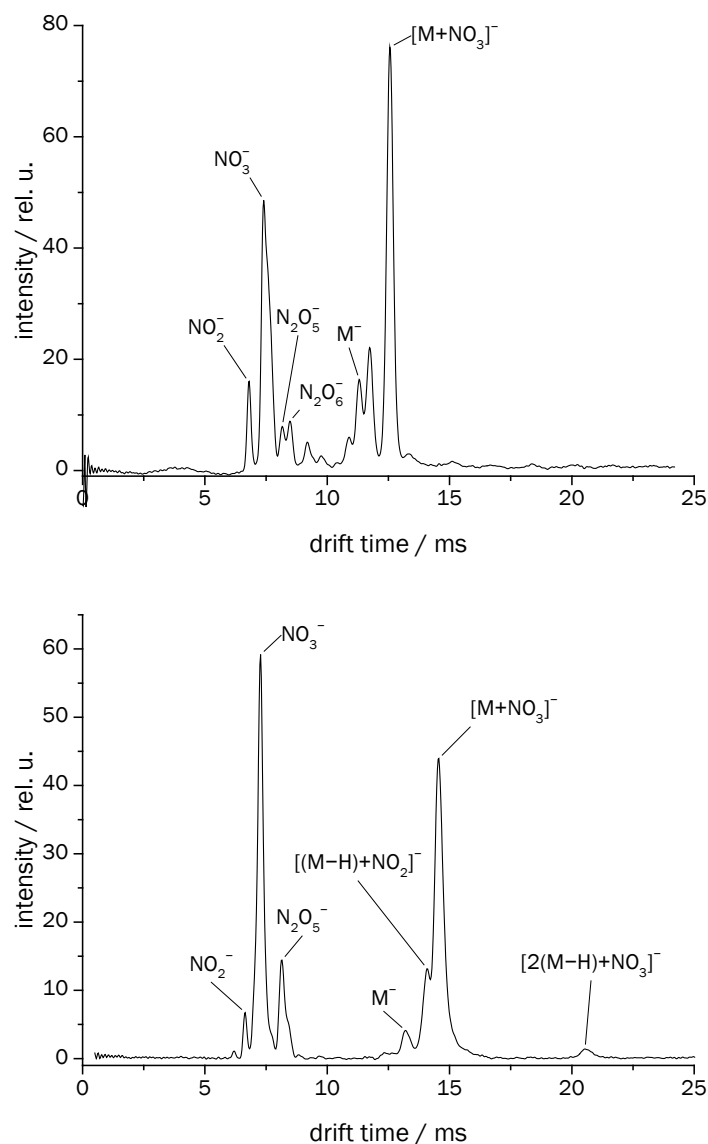 80
[M+NO₃]⁻
60
NO₃⁻
intensity / rel. u.
40
NO₂⁻
N₂O₅⁻
M⁻
20
N₂O₆⁻
0
0 5 10 15 20 25
drift time / ms
NO₃⁻
60
[M+NO₃]⁻
50
intensity / rel. u.
40
30
[(M−H)+NO₂]⁻
20
N₂O₅⁻
NO₂⁻
[2(M−H)+NO₃]⁻
M⁻
10
0
0 5 10 15 20 25
drift time / ms